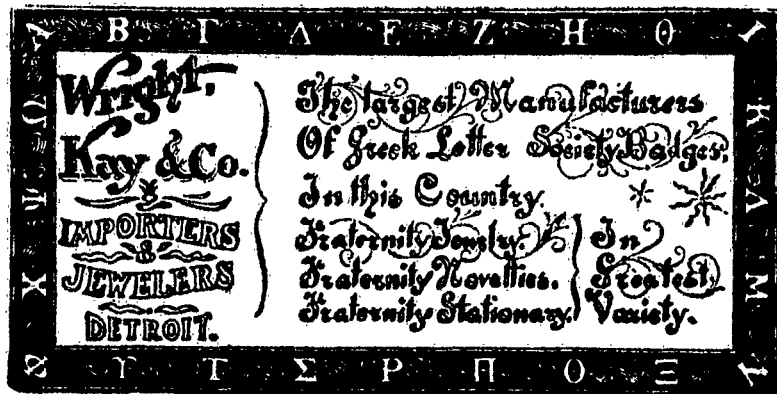 Α Β Γ Δ Ε Ζ Η Θ Ι
Κ Λ Μ Ν
Ξ Ο Π Ρ Σ Τ Υ Φ
Χ Ψ Ω
Wright,
Kay & Co.
IMPORTERS
&
JEWELERS
DETROIT.
The largest Manufacturers
Of Greek Letter Society Badges,
In this Country.
Fraternity Jewelry.
Fraternity Novelties.
Fraternity Stationary.
In
Greatest
Variety.